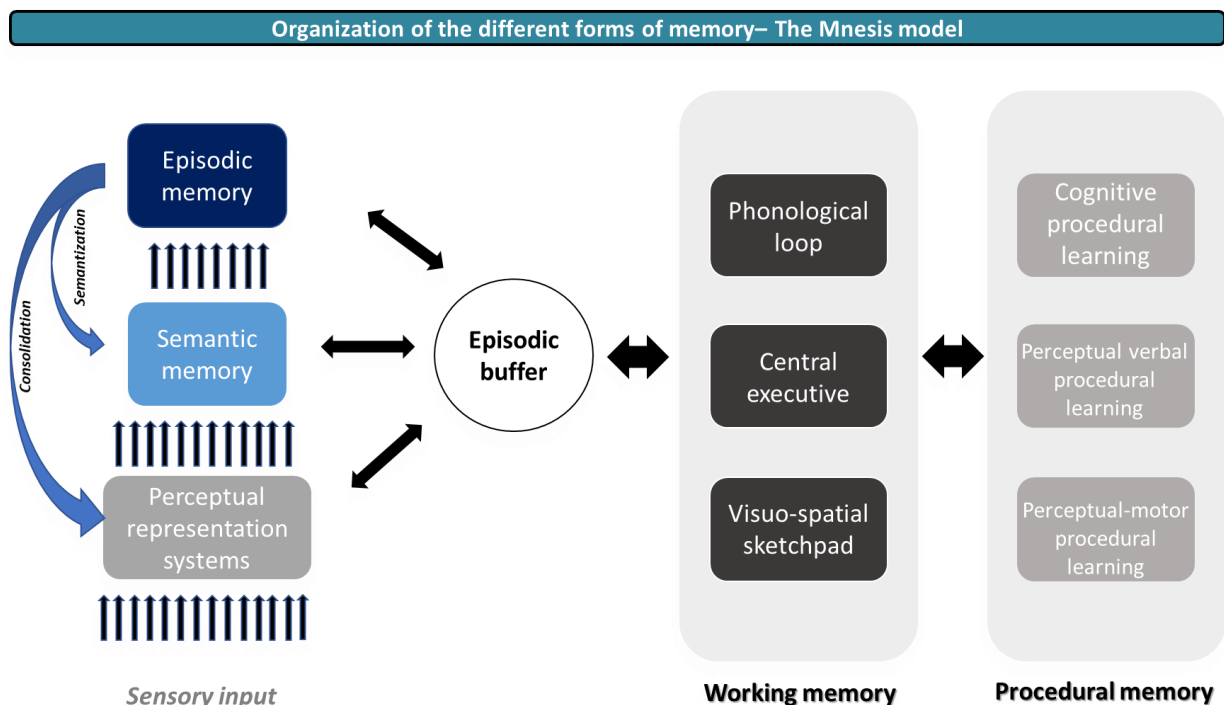 Organization of the different forms of memory– The Mnesis model
Episodic
memory
Semantization
Consolidation
Semantic
memory
Perceptual
representation
systems
Sensory input
Episodic
buffer
Phonological
loop
Central
executive
Visuo-spatial
sketchpad
Working memory
Cognitive
procedural
learning
Perceptual verbal
procedural
learning
Perceptual-motor
procedural
learning
Procedural memory